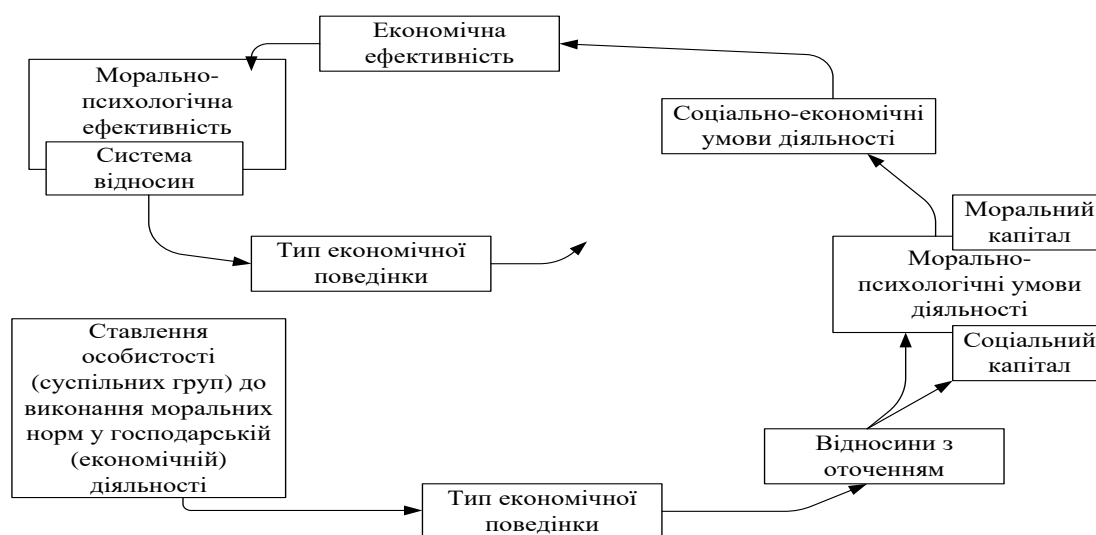 Економічна
ефективність
Морально-
психологічна
ефективність
Система
відносин
Соціально-економічні
умови діяльності
Моральний
капітал
Тип економічної
поведінки
Морально-
психологічні умови
діяльності
Соціальний
капітал
Ставлення
особистості
(суспільних груп) до
виконання моральних
норм у господарській
(економічній)
діяльності
Відносини з
оточенням
Тип економічної
поведінки